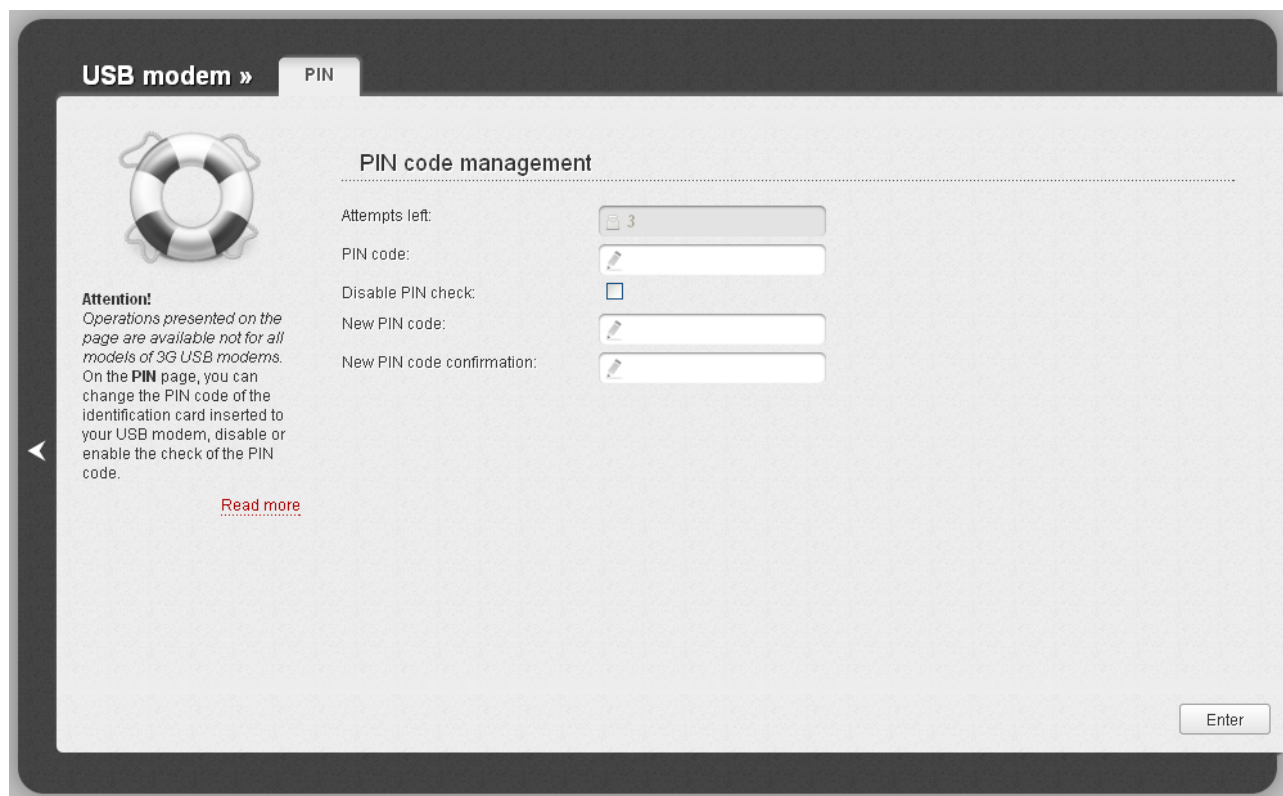 USB modem »
PIN
Attention!
Operations presented on the
page are available not for all
models of 3G USB modems.
On the PIN page, you can
change the PIN code of the
identification card inserted to
your USB modem, disable or
enable the check of the PIN
code.
Read more
PIN code management
Attempts left:
3
PIN code:
Disable PIN check:
New PIN code:
New PIN code confirmation:
Enter